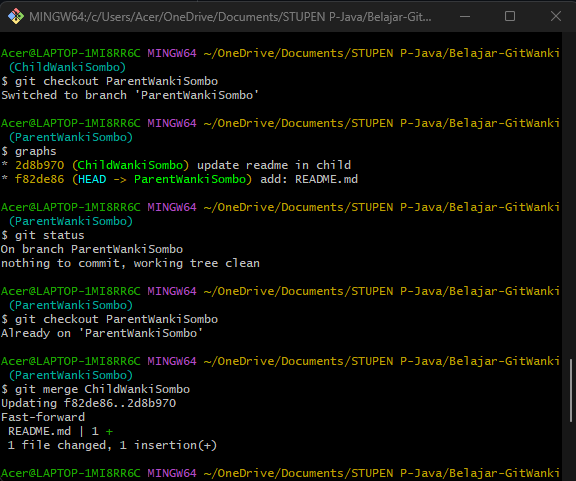 MINGW64:/c/Users/Acer/OneDrive/Documents/STUPEN P-Java/Belajar-Git...
Acer@LAPTOP-1MI8RR6C MINGW64 ~/OneDrive/Documents/STUPEN P-Java/Belajar-GitWanki
(ChildWankiSombo)
$ git checkout ParentWankiSombo
Switched to branch 'ParentWankiSombo'
Acer@LAPTOP-1MI8RR6C MINGW64 ~/OneDrive/Documents/STUPEN P-Java/Belajar-GitWanki
(ParentWankiSombo)
$ graphs
* 2d8b970 (ChildWankiSombo) update readme in child
* f82de86 (HEAD -> ParentWankiSombo) add: README.md
Acer@LAPTOP-1MI8RR6C MINGW64 ~/OneDrive/Documents/STUPEN P-Java/Belajar-GitWanki
(ParentWankiSombo)
$ git status
On branch ParentWankiSombo
nothing to commit, working tree clean
Acer@LAPTOP-1MI8RR6C MINGW64 ~/OneDrive/Documents/STUPEN P-Java/Belajar-GitWanki
(ParentWankiSombo)
$ git checkout ParentWankiSombo
Already on 'ParentWankiSombo'
Acer@LAPTOP-1MI8RR6C MINGW64 ~/OneDrive/Documents/STUPEN P-Java/Belajar-GitWanki
(ParentWankiSombo)
$ git merge ChildWankiSombo
Updating f82de86..2d8b970
Fast-forward
README.md | 1 +
1 file changed, 1 insertion(+)
Acer@LAPTOP-1MI8RR6C MINGW64 ~/OneDrive/Documents/STUPEN P-Java/Belajar-GitWanki